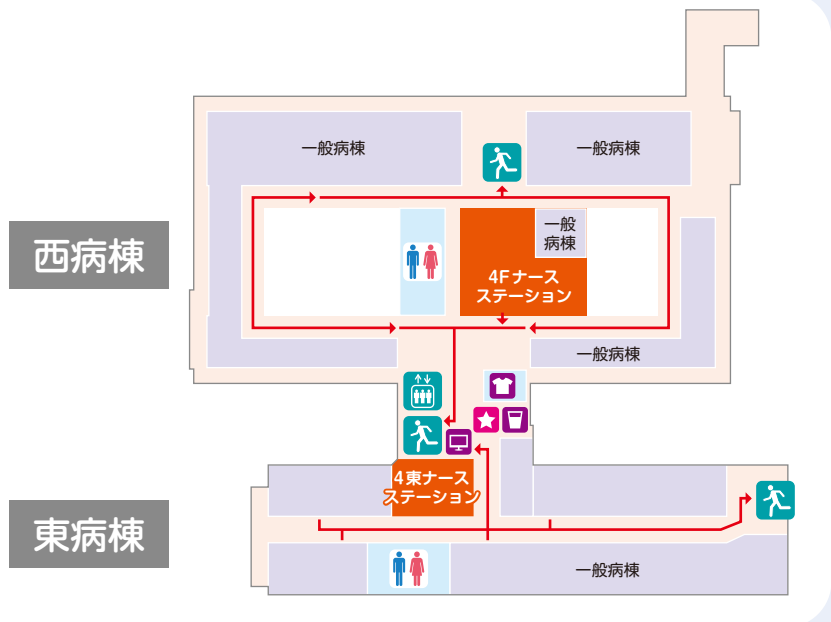 一般病棟
一般病棟
一般
病棟
西病棟
4Fナース
ステーション
一般病棟
4東ナース
ステーション
東病棟
一般病棟